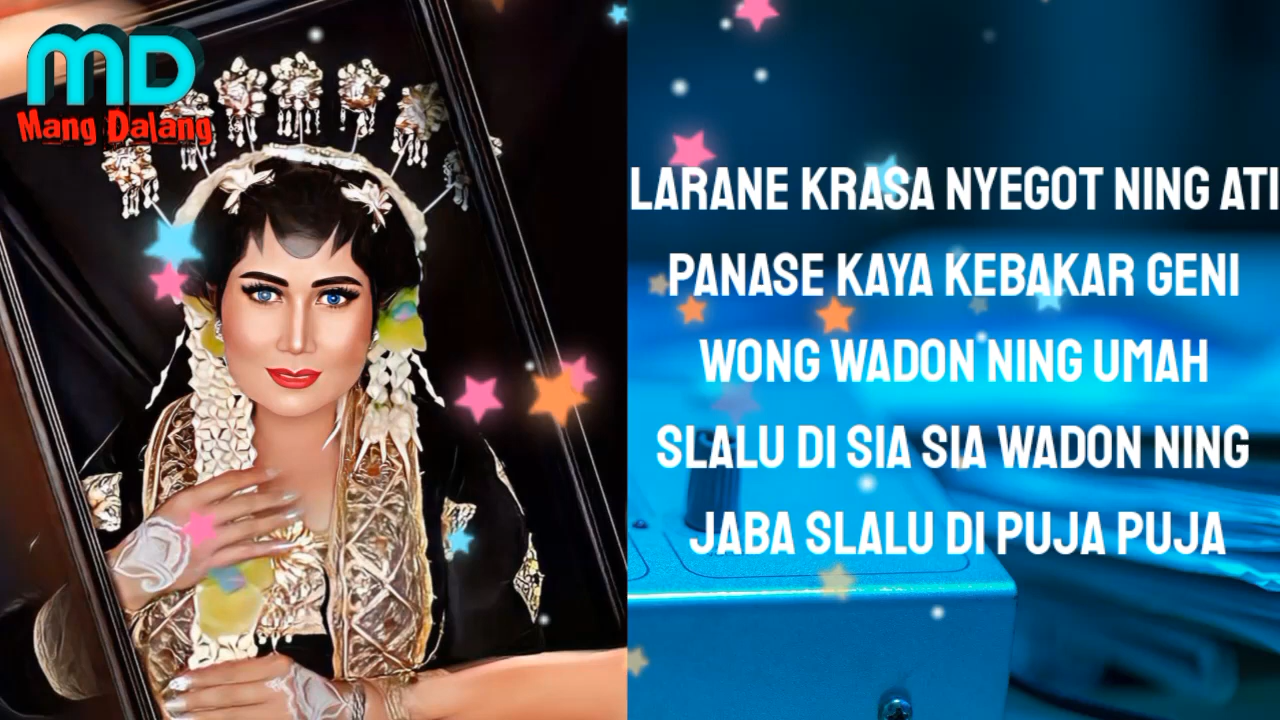 MD
Mang Dalang
LARANE KRASA NYEGOT NING ATI
PANASE KAYA KEBAKAR GENI
WONG WADON NING UMAH
SLALU DI SIA SIA WADON NING
JABA SLALU DI PUJA PUJA